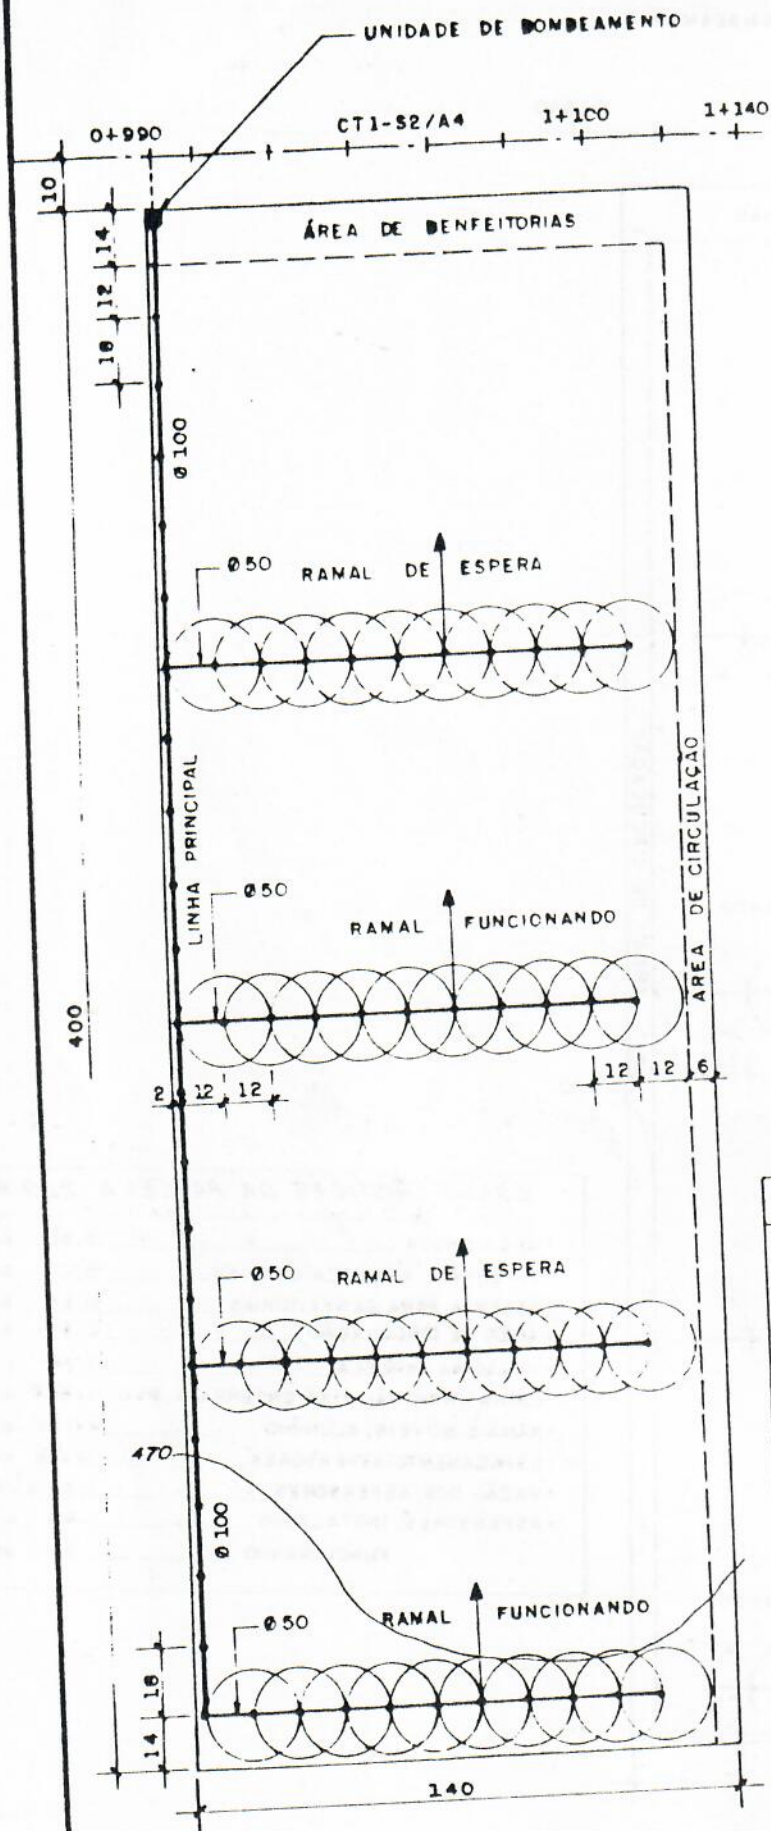 UNIDADE DE BOMBEAMENTO
0+990
CT1-S2/A4
1+100
1+140
10
ÁREA DE BENFEITORIAS
14
12
18
Ø100
Ø50
RAMAL DE ESPERA
LINHA PRINCIPAL
Ø50
RAMAL FUNCIONANDO
ÁREA DE CIRCULAÇÃO
400
2
12
12
12
12
6
Ø50
RAMAL DE ESPERA
470
Ø100
Ø50
RAMAL FUNCIONANDO
18
14
140